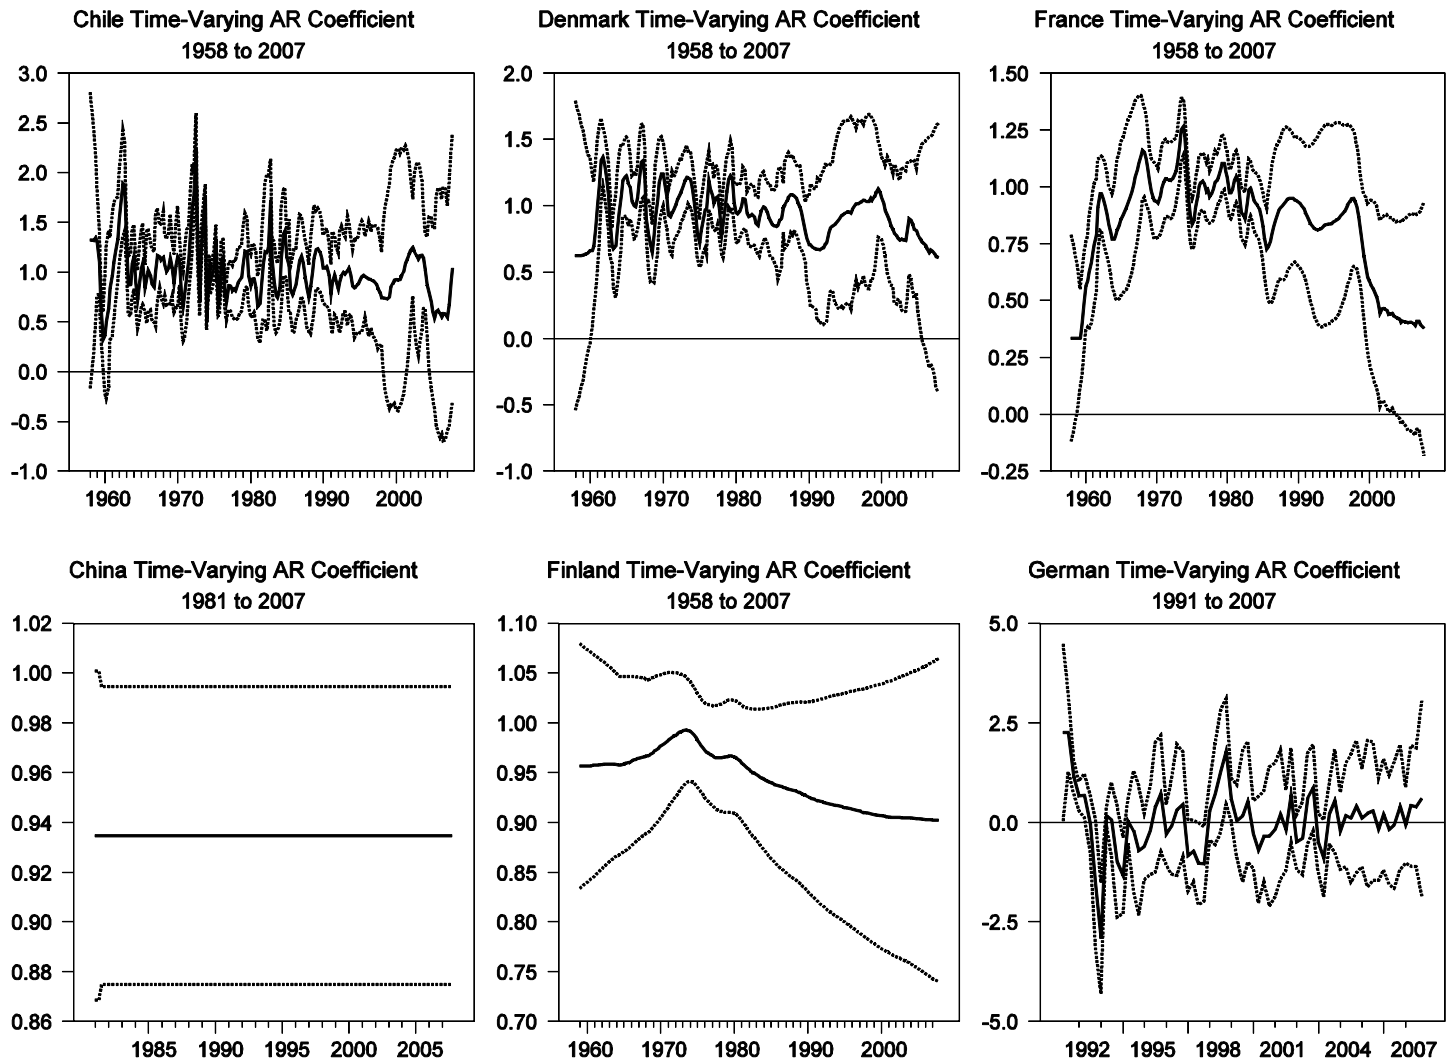 Chile Time-Varying AR Coefficient
1958 to 2007
3.0
2.5
2.0
1.5
1.0
0.5
0.0
-0.5
-1.0
1960 1970 1980 1990 2000
Denmark Time-Varying AR Coefficient
1958 to 2007
2.0
1.5
1.0
0.5
0.0
-0.5
-1.0
1960 1970 1980 1990 2000
France Time-Varying AR Coefficient
1958 to 2007
1.50
1.25
1.00
0.75
0.50
0.25
0.00
-0.25
1960 1970 1980 1990 2000
China Time-Varying AR Coefficient
1981 to 2007
1.02
1.00
0.98
0.96
0.94
0.92
0.90
0.88
0.86
1985 1990 1995 2000 2005
Finland Time-Varying AR Coefficient
1958 to 2007
1.10
1.05
1.00
0.95
0.90
0.85
0.80
0.75
0.70
1960 1970 1980 1990 2000
German Time-Varying AR Coefficient
1991 to 2007
5.0
2.5
0.0
-2.5
-5.0
1992 1995 1998 2001 2004 2007